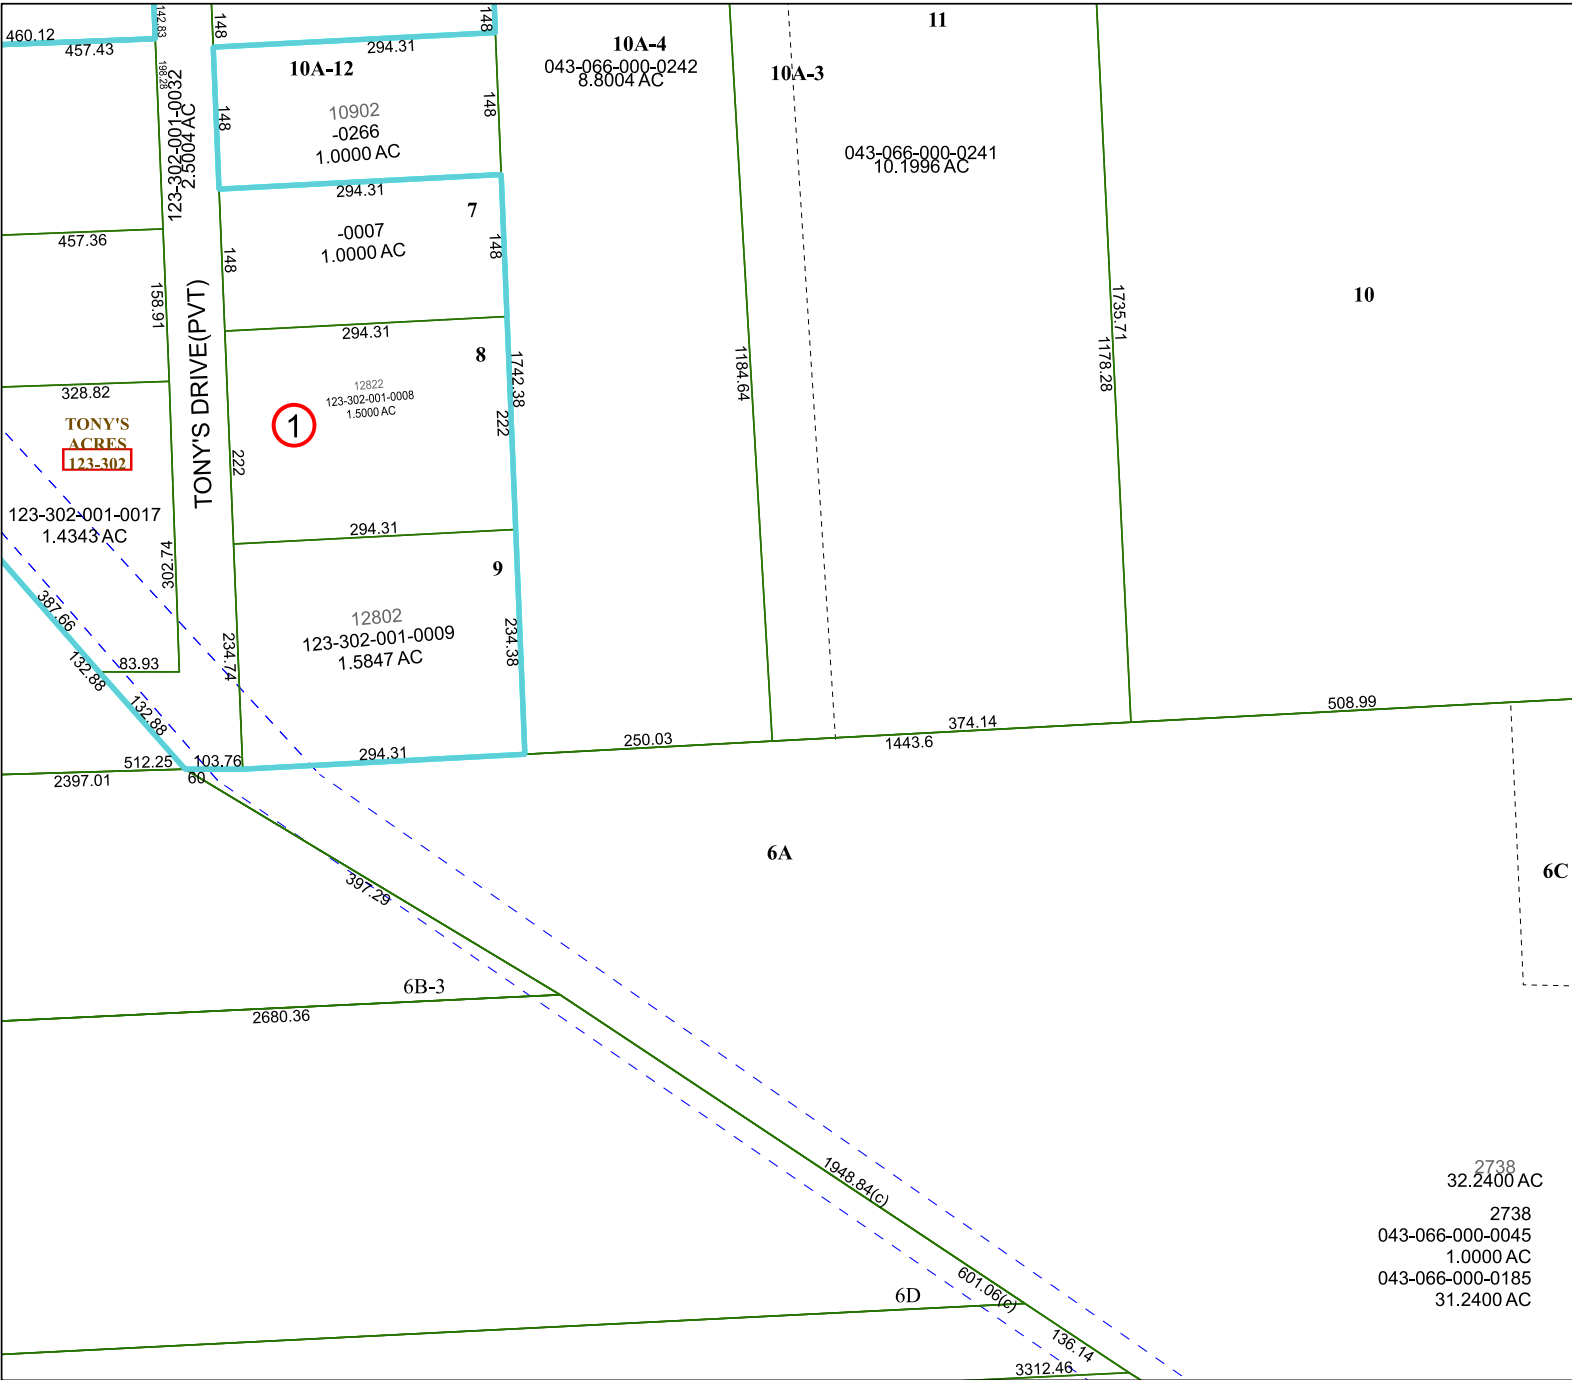 460.12
457.43
142.83
198.28
123-302-001-0032
2.5004 AC
148
294.31
148
10A-12
10902
-0266
1.0000 AC
148
148
294.31
10A-4
043-066-000-0242
8.8004 AC
10A-3
11
043-066-000-0241
10.1996 AC
7
-0007
1.0000 AC
148
148
457.36
158.91
TONY'S DRIVE(PVT)
294.31
8
1742.38
12822
123-302-001-0008
1.5000 AC
1
222
222
1184.64
1735.71
1178.28
10
328.82
TONY'S
ACRES
123-302
123-302-001-0017
1.4343 AC
302.74
294.31
9
12802
123-302-001-0009
1.5847 AC
234.74
234.38
387.66
132.88
83.93
132.88
512.25
103.76
294.31
2397.01
60
250.03
374.14
1443.6
508.99
6A
6C
397.29
6B-3
2680.36
1948.84(c)
2738
32.2400 AC
2738
043-066-000-0045
1.0000 AC
043-066-000-0185
31.2400 AC
601.06(c)
6D
136.14
3312.46